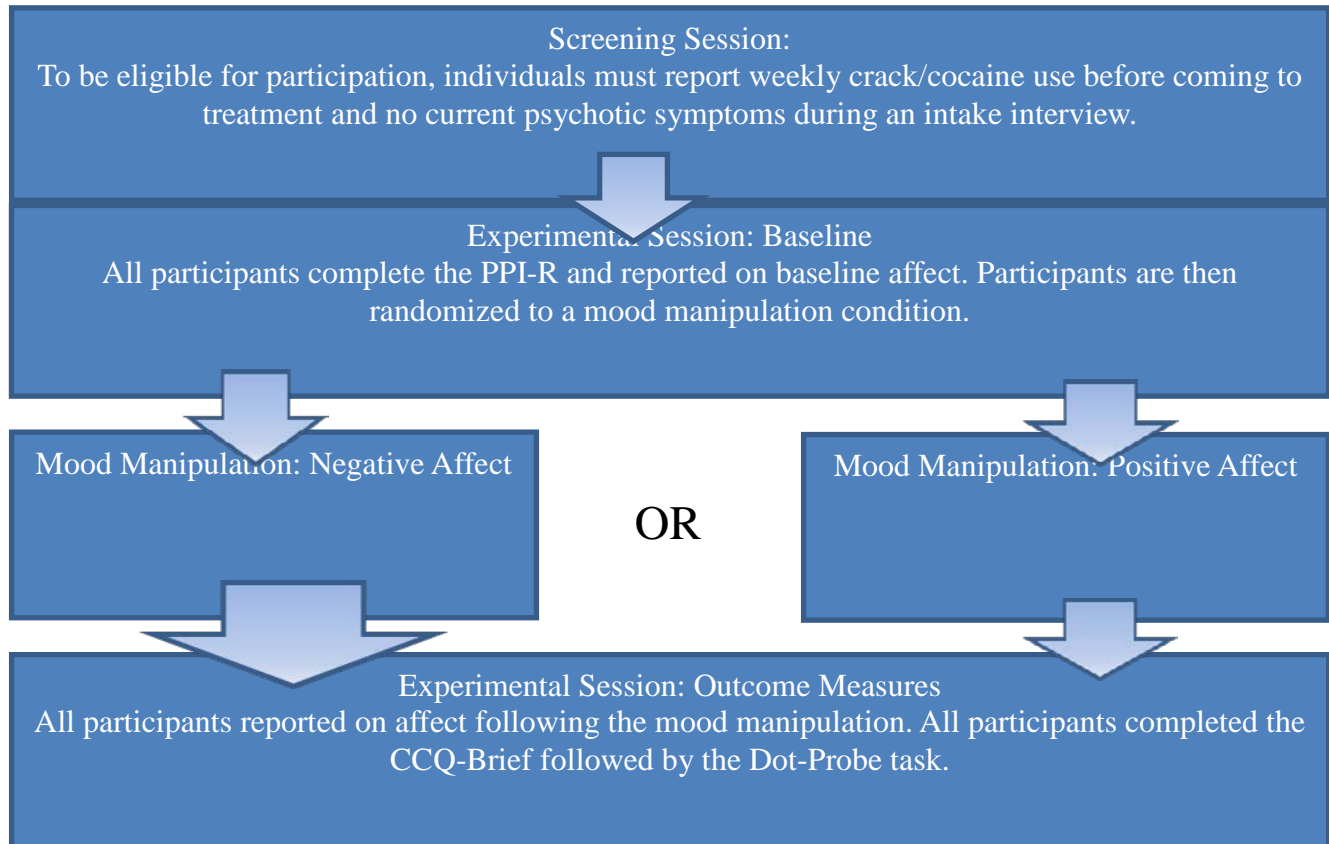 Screening Session:
To be eligible for participation, individuals must report weekly crack/cocaine use before coming to
treatment and no current psychotic symptoms during an intake interview.
Experimental Session: Baseline
All participants complete the PPI-R and reported on baseline affect. Participants are then
randomized to a mood manipulation condition.
Mood Manipulation: Negative Affect
OR
Mood Manipulation: Positive Affect
Experimental Session: Outcome Measures
All participants reported on affect following the mood manipulation. All participants completed the
CCQ-Brief followed by the Dot-Probe task.